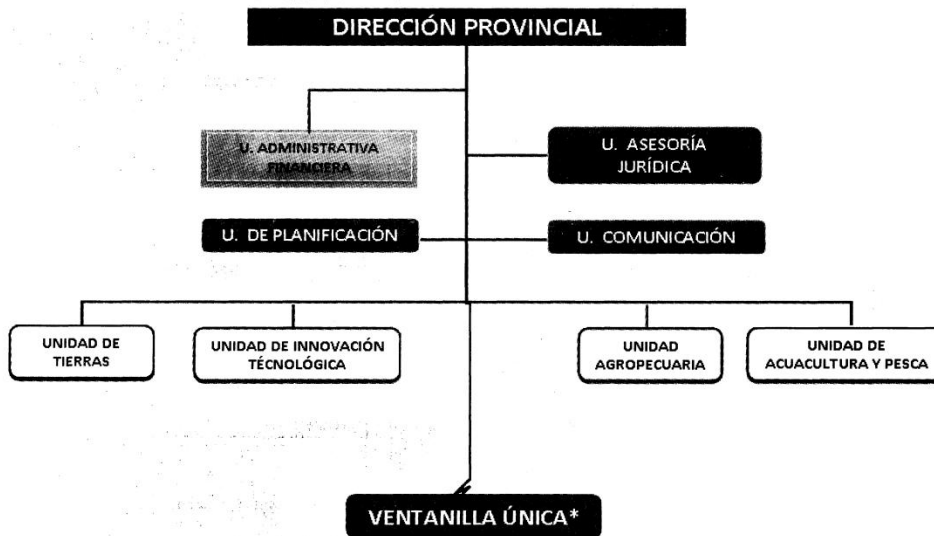 DIRECCIÓN PROVINCIAL
U. ADMINISTRATIVA
FINANCIERA
U. ASESORÍA
JURÍDICA
U. DE PLANIFICACIÓN
U. COMUNICACIÓN
UNIDAD DE
TIERRAS
UNIDAD DE INNOVACIÓN
TÉCNOLÓGICA
UNIDAD
AGROPECUARIA
UNIDAD DE
ACUACULTURA Y PESCA
VENTANILLA ÚNICA*